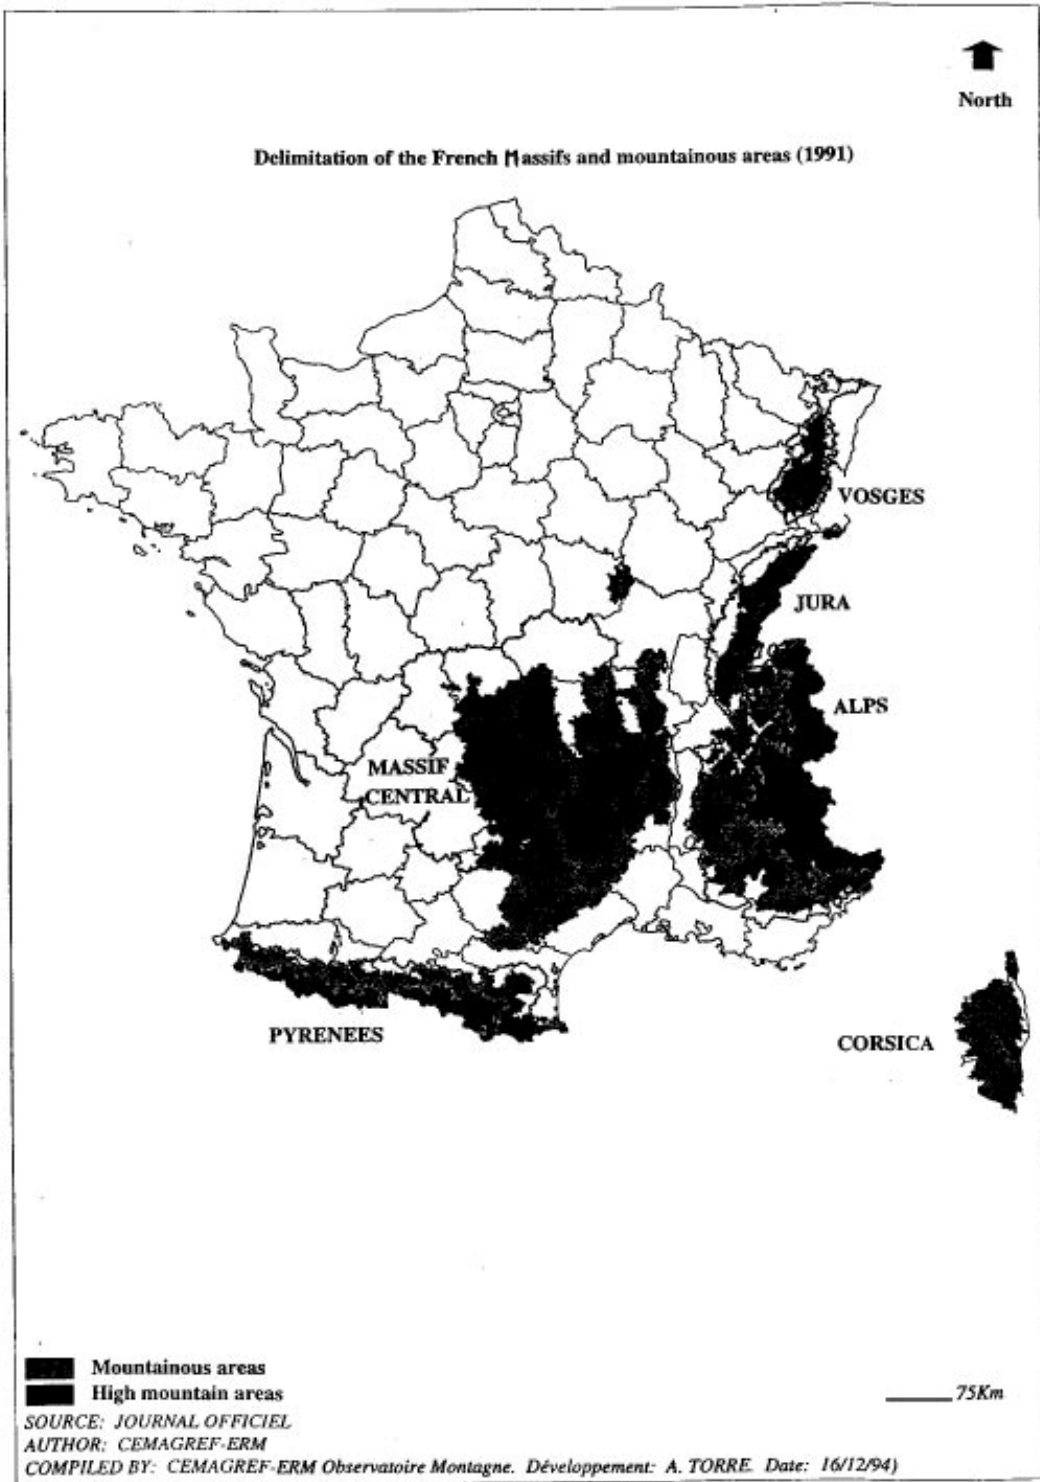 North
Delimitation of the French Massifs and mountainous areas (1991)
VOSGES
JURA
ALPS
MASSIF
CENTRAL
PYRENEES
CORSICA
Mountainous areas
High mountain areas
75Km
SOURCE: JOURNAL OFFICIEL
AUTHOR: CEMAGREF-ERM
COMPILED BY: CEMAGREF-ERM Observatoire Montagne. Développement: A. TORRE. Date: 16/12/94)